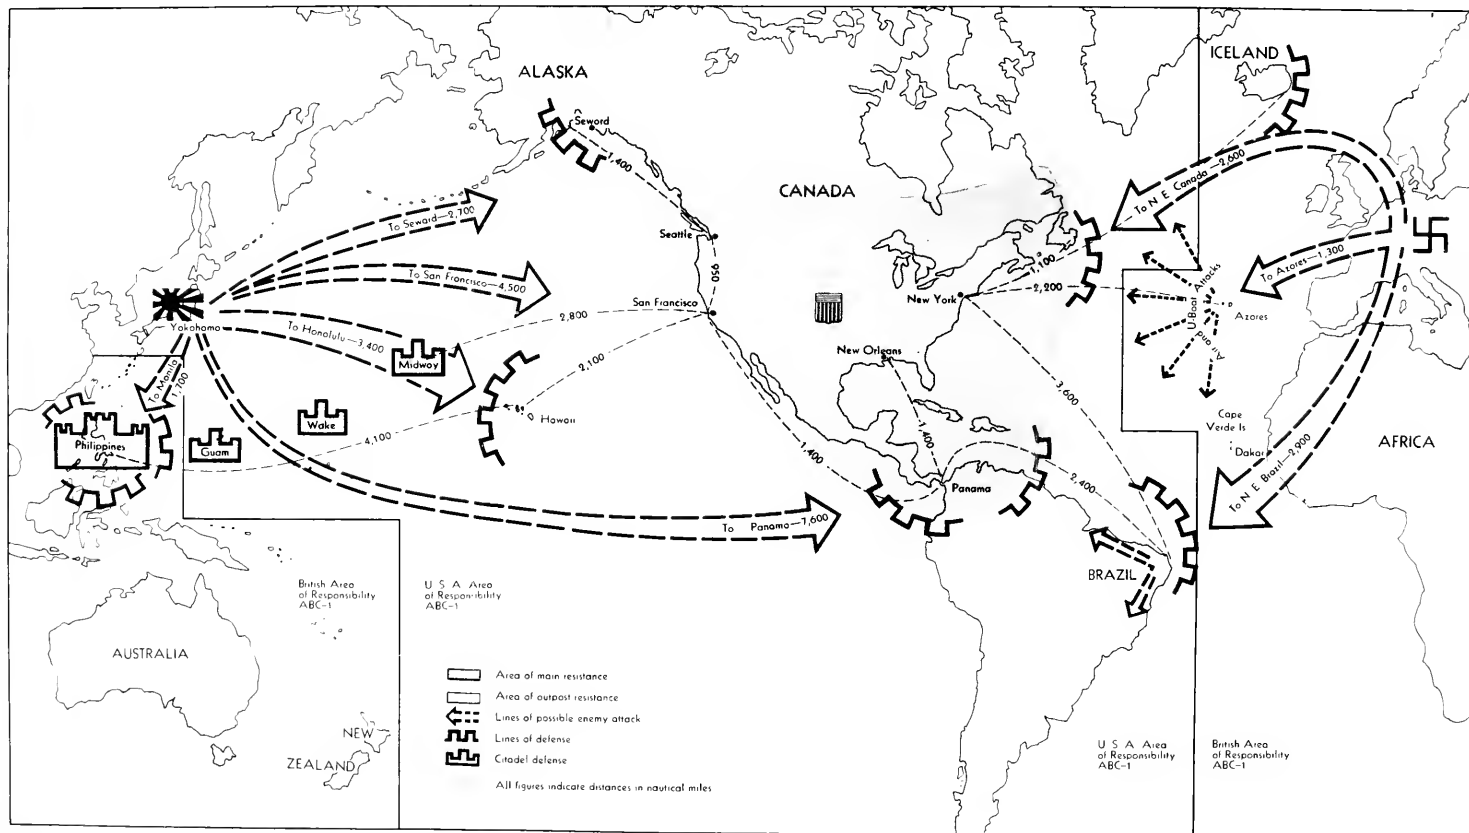 ICELAND
ALASKA
Seword
1,400
CANADA
To N. E. Canada—2,600
To Seward—2,700
Seattle
950
1,100
To Azores—1,300
To San Francisco—4,500
New York
2,200
Azores
U-Boat Attacks
Air and
San Francisco
Yokohama
To Honolulu—3,400
2,800
Midway
2,100
New Orleans
To Manila
1,700
3,600
Hawaii
Wake
Cape
Verde Is
Dakar
AFRICA
Philippines
Guam
4,100
1,400
1,400
Panama
2,400
To N. E. Brazil—2,900
To Panama—7,600
BRAZIL
British Area
of Responsibility
ABC-1
U S A Area
of Responsibility
ABC-1
AUSTRALIA
NEW
ZEALAND
Area of main resistance
Area of outpost resistance
Lines of possible enemy attack
Lines of defense
Citadel defense
All figures indicate distances in nautical miles
U S A Area
of Responsibility
ABC-1
British Area
of Responsibility
ABC-1